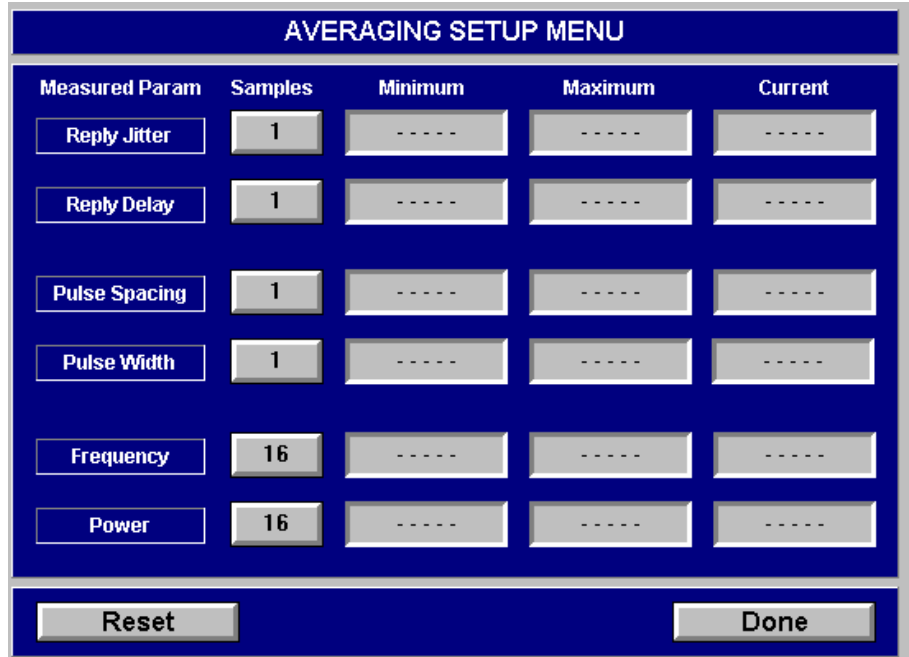 AVERAGING SETUP MENU
Measured Param Samples Minimum Maximum Current
Reply Jitter 1 - - - - - - - - - - - - - - -
Reply Delay 1 - - - - - - - - - - - - - - -
Pulse Spacing 1 - - - - - - - - - - - - - - -
Pulse Width 1 - - - - - - - - - - - - - - -
Frequency 16 - - - - - - - - - - - - - - -
Power 16 - - - - - - - - - - - - - - -
Reset Done